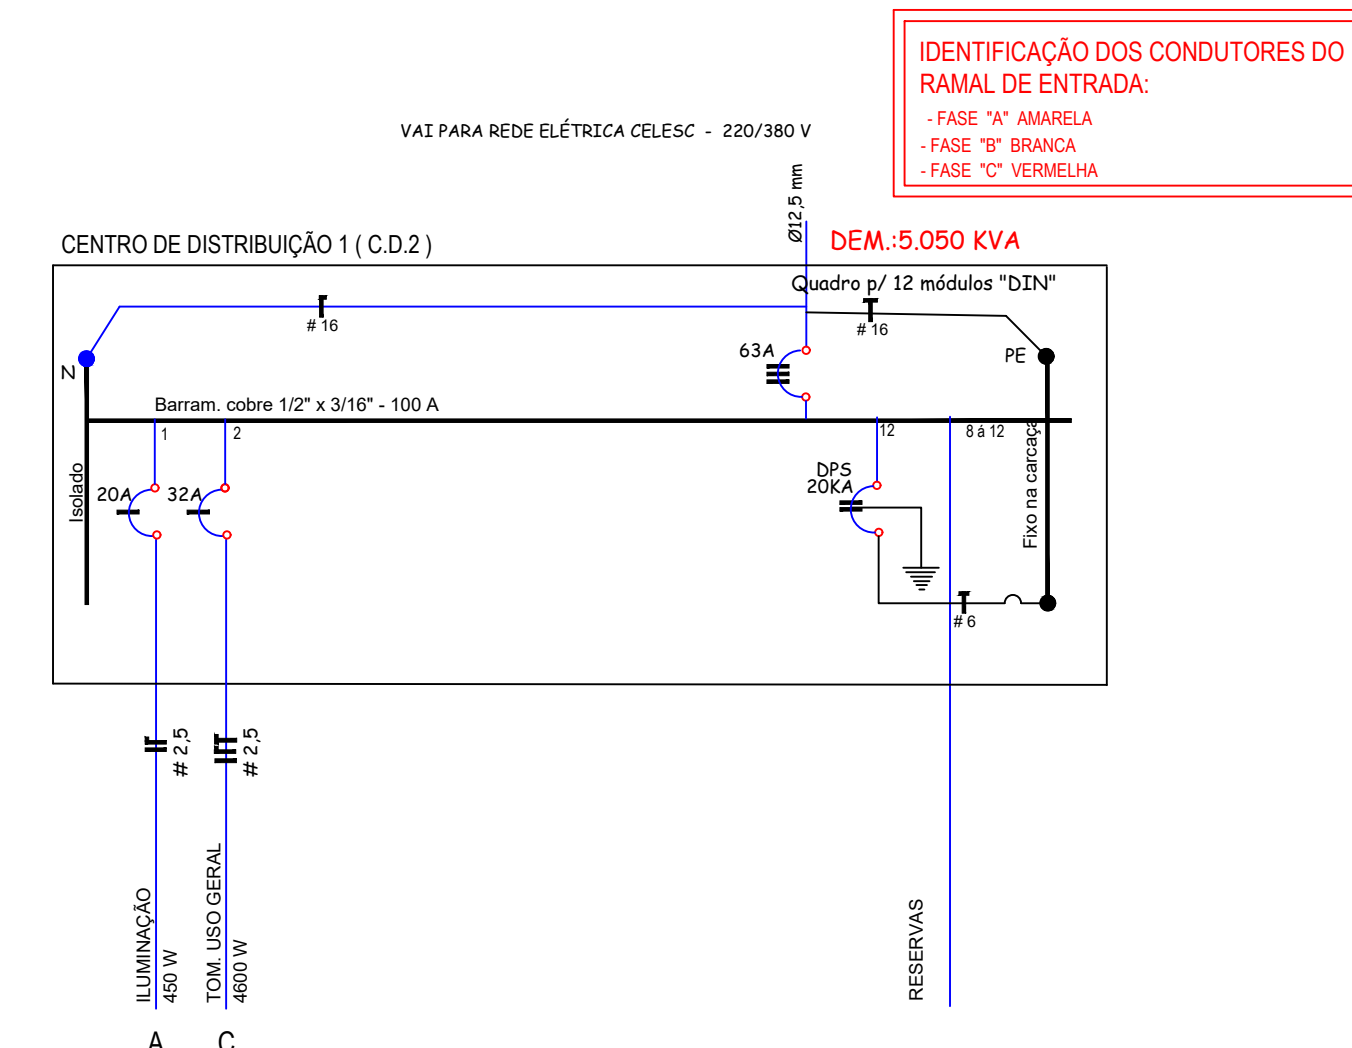 IDENTIFICAÇÃO DOS CONDUTORES DO
RAMAL DE ENTRADA:
- FASE "A" AMARELA
- FASE "B" BRANCA
- FASE "C" VERMELHA
VAI PARA REDE ELÉTRICA CELESC - 220/380 V
Ø12,5 mm
CENTRO DE DISTRIBUIÇÃO 1 ( C.D.2 )
DEM.:5.050 KVA
Quadro p/ 12 módulos "DIN"
# 16
# 16
63A
PE
Z
Barram. cobre 1/2" x 3/16" - 100 A
1
2
12
8 á 12
Isolado
20A
32A
DPS
20KA
Fixo na carcaça
# 6
# 2,5
# 2,5
ILUMINAÇÃO
450 W
TOM. USO GERAL
4600 W
RESERVAS
A
C